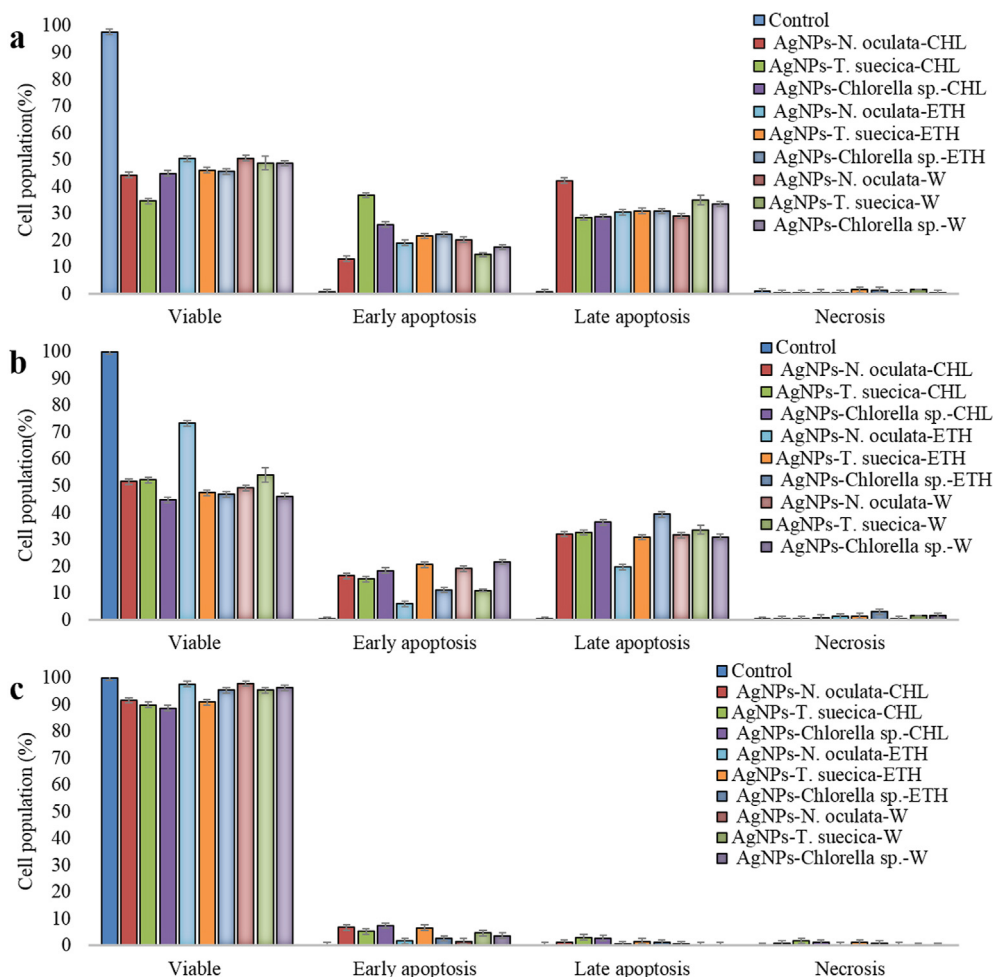 a
Cell population(%)
100
90
80
70
60
50
40
30
20
10
0
Viable
Early apoptosis
Late apoptosis
Necrosis
Control
AgNPs-N. oculata-CHL
AgNPs-T. suecica-CHL
AgNPs-Chlorella sp.-CHL
AgNPs-N. oculata-ETH
AgNPs-T. suecica-ETH
AgNPs-Chlorella sp.-ETH
AgNPs-N. oculata-W
AgNPs-T. suecica-W
AgNPs-Chlorella sp.-W
b
Cell population(%)
100
90
80
70
60
50
40
30
20
10
0
Viable
Early apoptosis
Late apoptosis
Necrosis
Control
AgNPs-N. oculata-CHL
AgNPs-T. suecica-CHL
AgNPs-Chlorella sp.-CHL
AgNPs-N. oculata-ETH
AgNPs-T. suecica-ETH
AgNPs-Chlorella sp.-ETH
AgNPs-N. oculata-W
AgNPs-T. suecica-W
AgNPs-Chlorella sp.-W
c
Cell population (%)
100
90
80
70
60
50
40
30
20
10
0
Viable
Early apoptosis
Late apoptosis
Necrosis
Control
AgNPs-N. oculata-CHL
AgNPs-T. suecica-CHL
AgNPs-Chlorella sp.-CHL
AgNPs-N. oculata-ETH
AgNPs-T. suecica-ETH
AgNPs-Chlorella sp.-ETH
AgNPs-N. oculata-W
AgNPs-T. suecica-W
AgNPs-Chlorella sp.-W